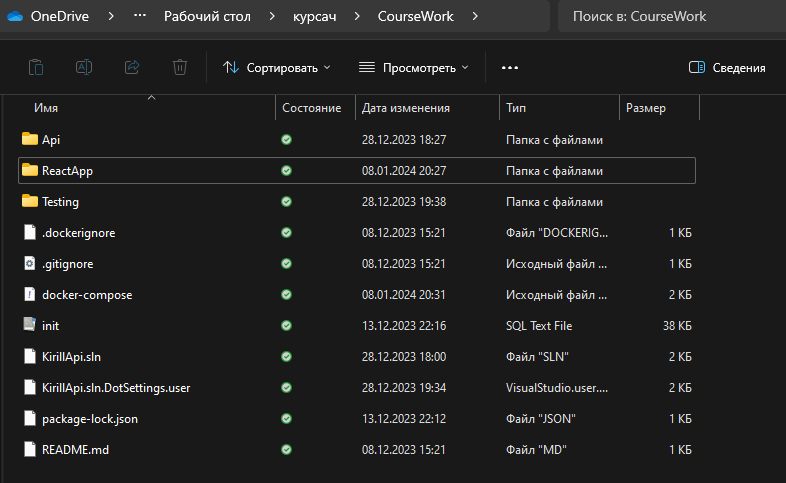 OneDrive > ... Рабочий стол > курсач > CourseWork > Поиск в: CourseWork
Сортировать Просмотреть ... Сведения
Имя Состояние Дата изменения Тип Размер
Api 28.12.2023 18:27 Папка с файлами
ReactApp 08.01.2024 20:27 Папка с файлами
Testing 28.12.2023 19:38 Папка с файлами
.dockerignore 08.12.2023 15:21 Файл "DOCKERIG... 1 КБ
.gitignore 08.12.2023 15:21 Исходный файл ... 1 КБ
docker-compose 08.01.2024 20:31 Исходный файл ... 2 КБ
init 13.12.2023 22:16 SQL Text File 38 КБ
KirillApi.sln 28.12.2023 18:00 Файл "SLN" 2 КБ
KirillApi.sln.DotSettings.user 28.12.2023 19:34 VisualStudio.user.... 2 КБ
package-lock.json 13.12.2023 22:12 Файл "JSON" 1 КБ
README.md 08.12.2023 15:21 Файл "MD" 1 КБ